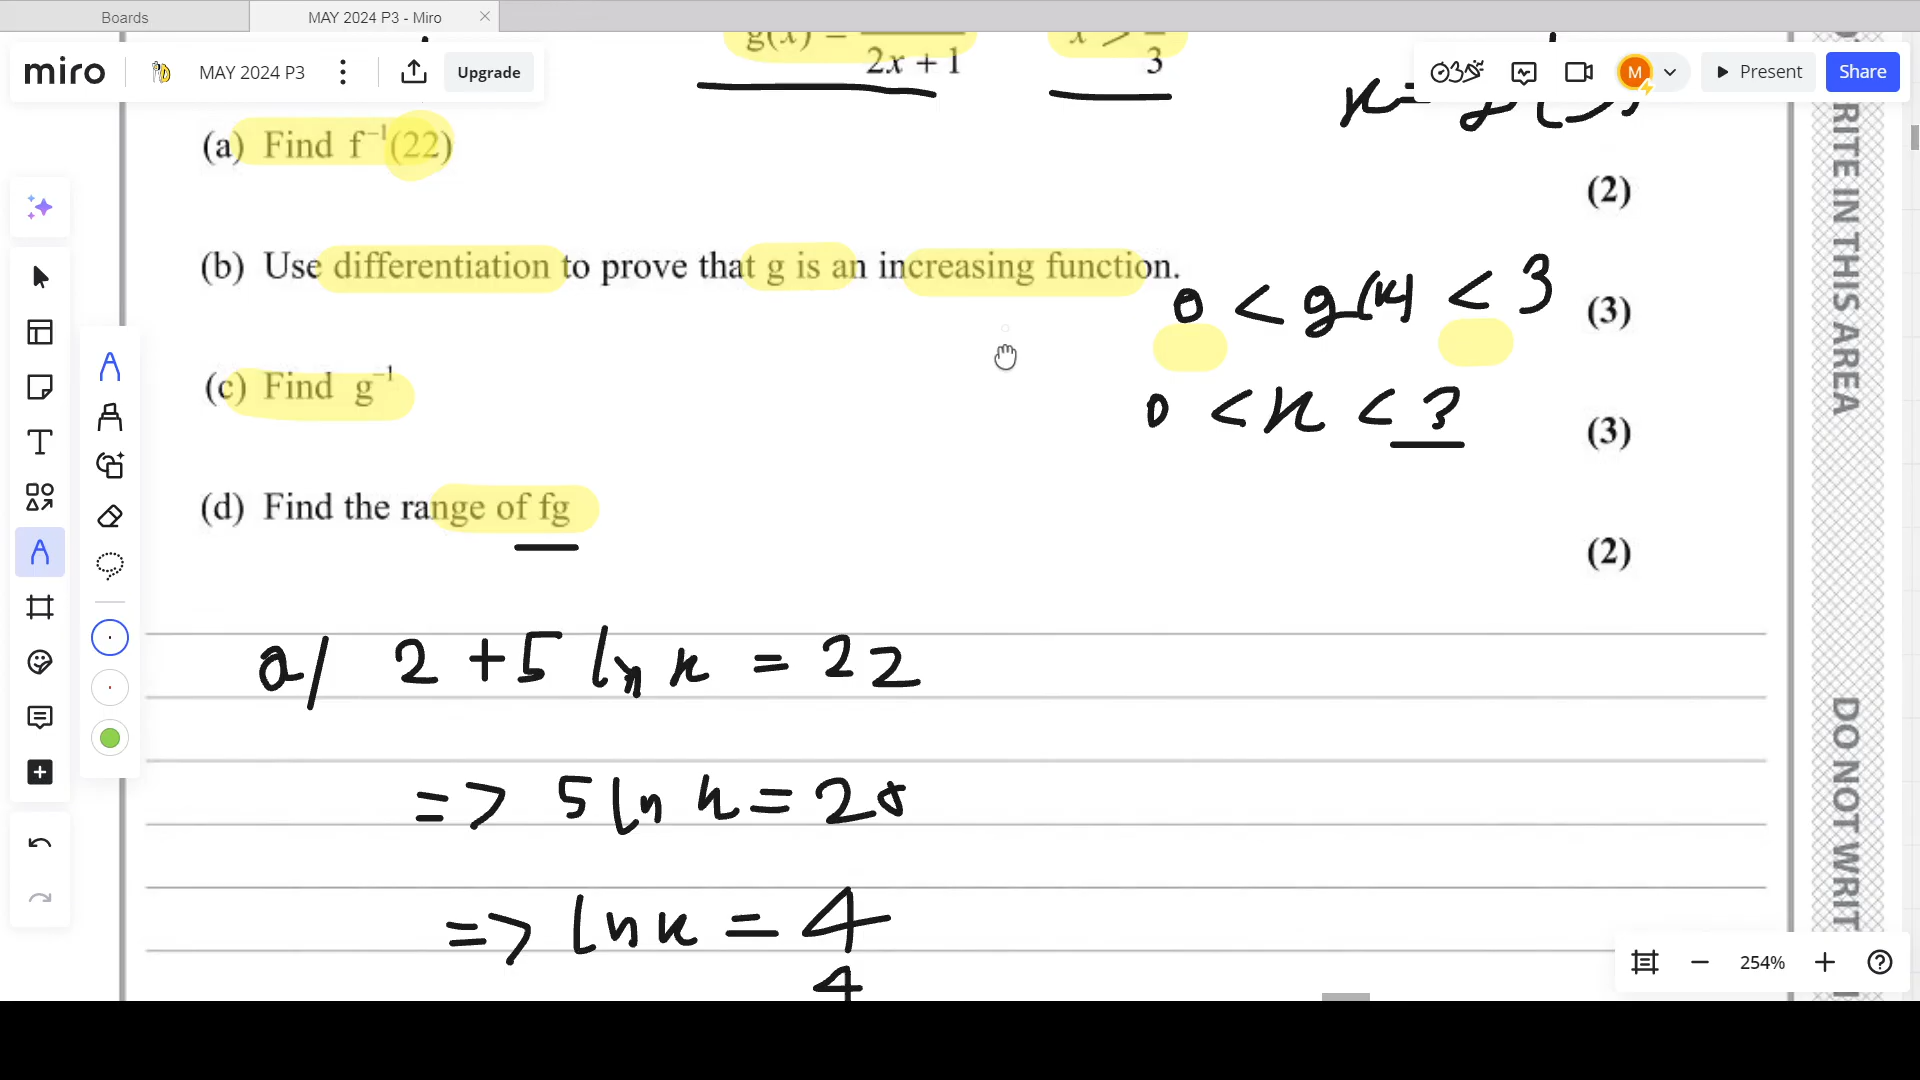 Boards
MAY 2024 P3 - Miro
miro
MAY 2024 P3
Upgrade
Present
Share
M
g(x) =
2x + 1
x >
3
x =
(a) Find f⁻¹(22)
(2)
(b) Use differentiation to prove that g is an increasing function.
0 < g(x) < 3
(3)
(c) Find g⁻¹
0 < x < 3
(3)
(d) Find the range of fg
(2)
a/ 2 + 5 ln x = 22
=> 5 ln x = 20
=> ln x = 4
4
RITE IN THIS AREA
DO NOT WRIT
254%